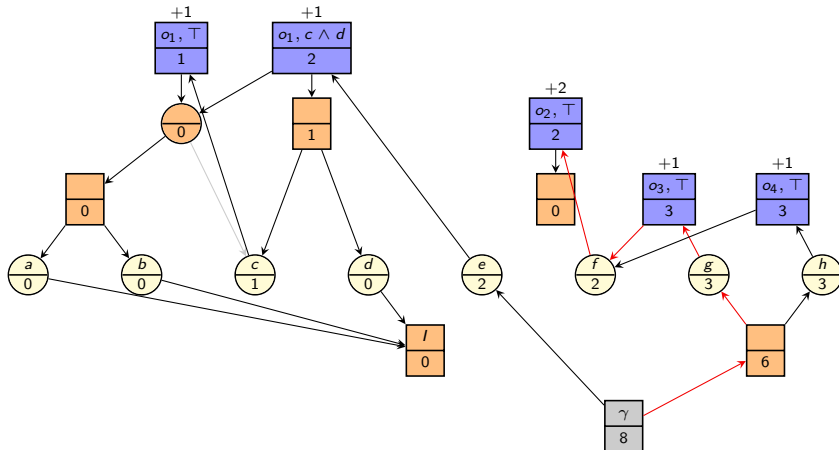 +1 +1
o₁, ⊤ o₁, c ∧ d
1 2
+2
o₂, ⊤
0 1 2
+1 +1
o₃, ⊤ o₄, ⊤
0 0 3 3
a b c d e f g h
0 0 1 0 2 2 3 3
I
0 6
γ
8